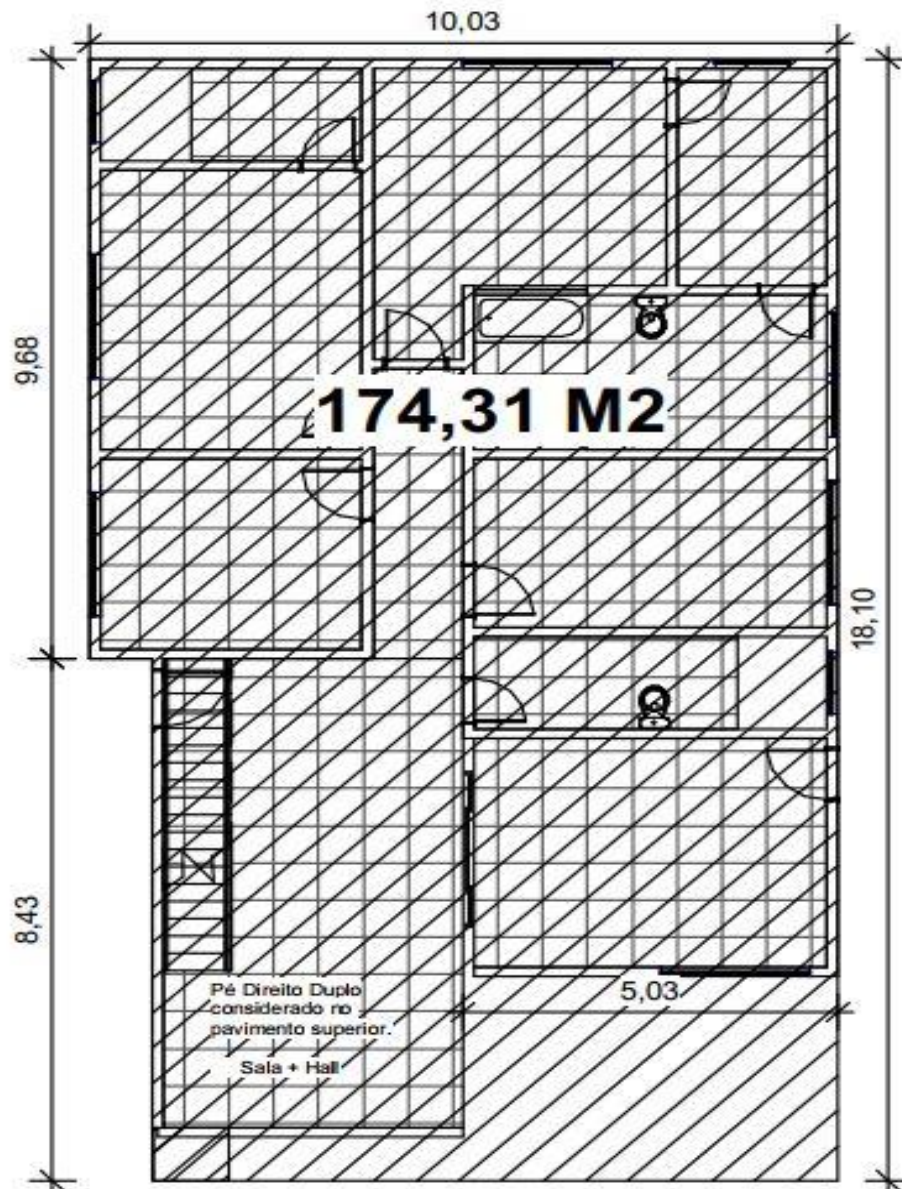 10,03
9,68
174,31 M2
18,10
8,43
Pé Direito Duplo
considerado no
pavimento superior.
Sala + Hall
5,03